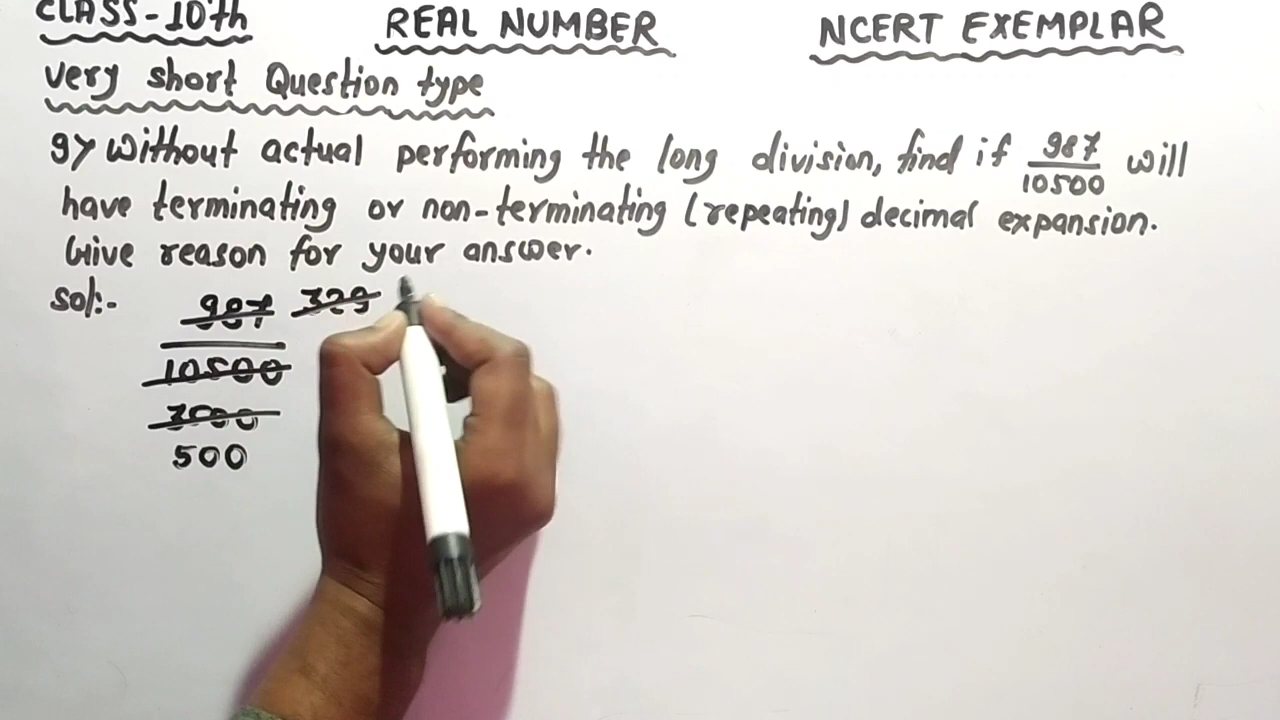 CLASS-10th REAL NUMBER NCERT EXEMPLAR
Very short Question type
9> Without actual performing the long division, find if 987/10500 will
have terminating or non-terminating (repeating) decimal expansion.
Give reason for your answer.
Sol:- 987 329
10500
3500
500